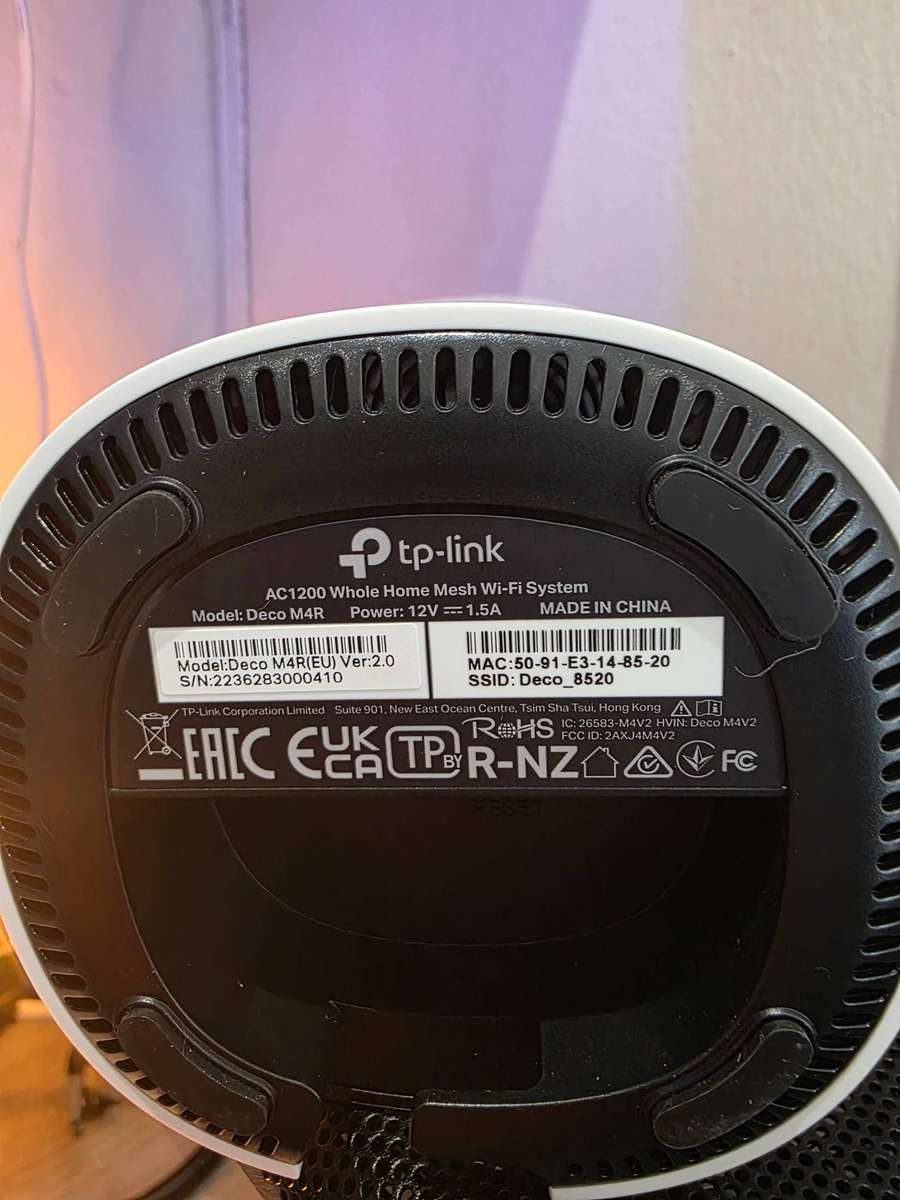 tp-link
AC1200 Whole Home Mesh Wi-Fi System
Model: Deco M4R Power: 12V ⎓ 1.5A MADE IN CHINA
Model:Deco M4R(EU) Ver:2.0
S/N:2236283000410
MAC:50-91-E3-14-85-20
SSID: Deco_8520
TP-Link Corporation Limited Suite 901, New East Ocean Centre, Tsim Sha Tsui, Hong Kong
IC: 26583-M4V2 HVIN: Deco M4V2
FCC ID: 2AXJ4M4V2
EAC CE UKCA TP BY RoHS R-NZ FC
RESET